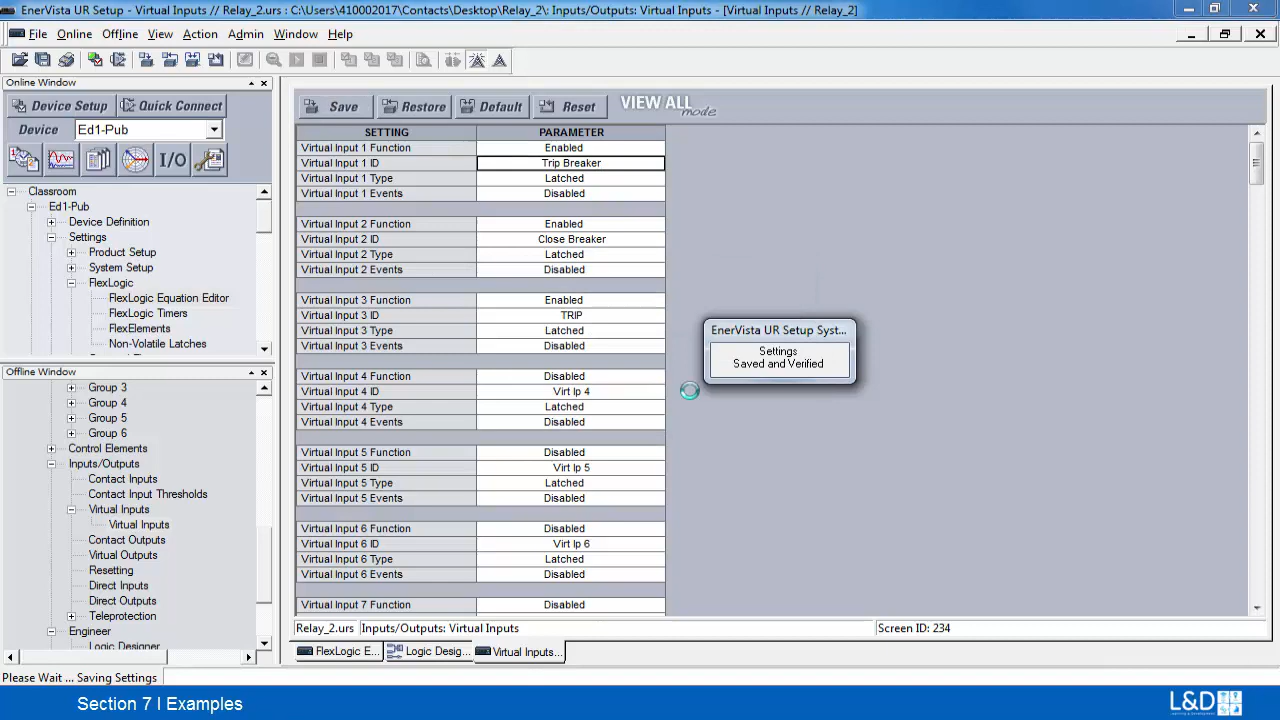 EnerVista UR Setup - Virtual Inputs // Relay_2.urs : C:\Users\410002017\Contacts\Desktop\Relay_2\: Inputs/Outputs: Virtual Inputs - [Virtual Inputs // Relay_2]
File Online Offline View Action Admin Window Help
Online Window
Device Setup Quick Connect
Device Ed1-Pub
I/O
Classroom
Ed1-Pub
Device Definition
Settings
Product Setup
System Setup
FlexLogic
FlexLogic Equation Editor
FlexLogic Timers
FlexElements
Non-Volatile Latches
Offline Window
Group 3
Group 4
Group 5
Group 6
Control Elements
Inputs/Outputs
Contact Inputs
Contact Input Thresholds
Virtual Inputs
Virtual Inputs
Contact Outputs
Virtual Outputs
Resetting
Direct Inputs
Direct Outputs
Teleprotection
Engineer
Logic Designer
Save Restore Default Reset VIEW ALL mode
SETTING PARAMETER
Virtual Input 1 Function Enabled
Virtual Input 1 ID Trip Breaker
Virtual Input 1 Type Latched
Virtual Input 1 Events Disabled
Virtual Input 2 Function Enabled
Virtual Input 2 ID Close Breaker
Virtual Input 2 Type Latched
Virtual Input 2 Events Disabled
Virtual Input 3 Function Enabled
Virtual Input 3 ID TRIP
Virtual Input 3 Type Latched
Virtual Input 3 Events Disabled
Virtual Input 4 Function Disabled
Virtual Input 4 ID Virt Ip 4
Virtual Input 4 Type Latched
Virtual Input 4 Events Disabled
Virtual Input 5 Function Disabled
Virtual Input 5 ID Virt Ip 5
Virtual Input 5 Type Latched
Virtual Input 5 Events Disabled
Virtual Input 6 Function Disabled
Virtual Input 6 ID Virt Ip 6
Virtual Input 6 Type Latched
Virtual Input 6 Events Disabled
Virtual Input 7 Function Disabled
EnerVista UR Setup Syst...
Settings
Saved and Verified
Relay_2.urs Inputs/Outputs: Virtual Inputs Screen ID: 234
FlexLogic E... Logic Desig... Virtual Inputs...
Please Wait ... Saving Settings
Section 7 I Examples
L&D